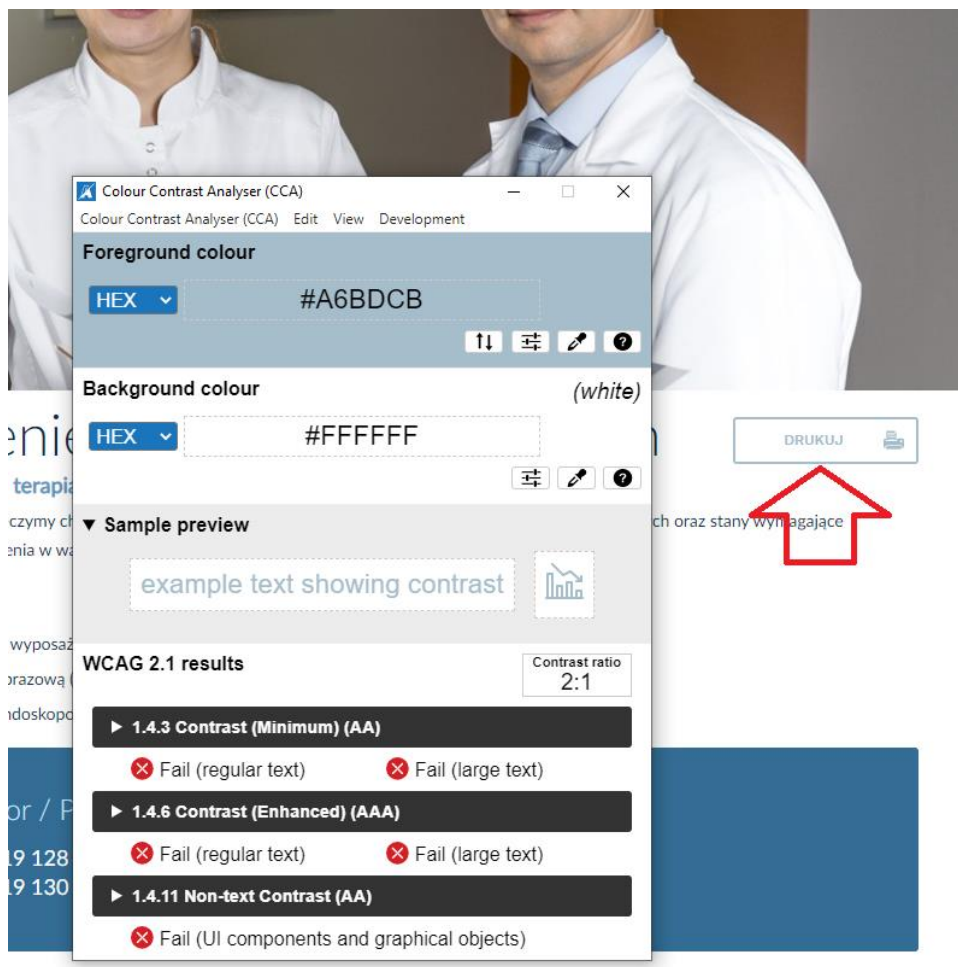 Colour Contrast Analyser (CCA)
Colour Contrast Analyser (CCA) Edit View Development
Foreground colour
HEX #A6BDCB
Background colour (white)
HEX #FFFFFF
DRUKUJ
terapia
czymy
ch oraz stany wymagające
enia w
Sample preview
example text showing contrast
wyposaż
WCAG 2.1 results
Contrast ratio
2:1
razową (
ndoskopo
1.4.3 Contrast (Minimum) (AA)
Fail (regular text) Fail (large text)
or / P
1.4.6 Contrast (Enhanced) (AAA)
19 128
Fail (regular text) Fail (large text)
19 130
1.4.11 Non-text Contrast (AA)
Fail (UI components and graphical objects)